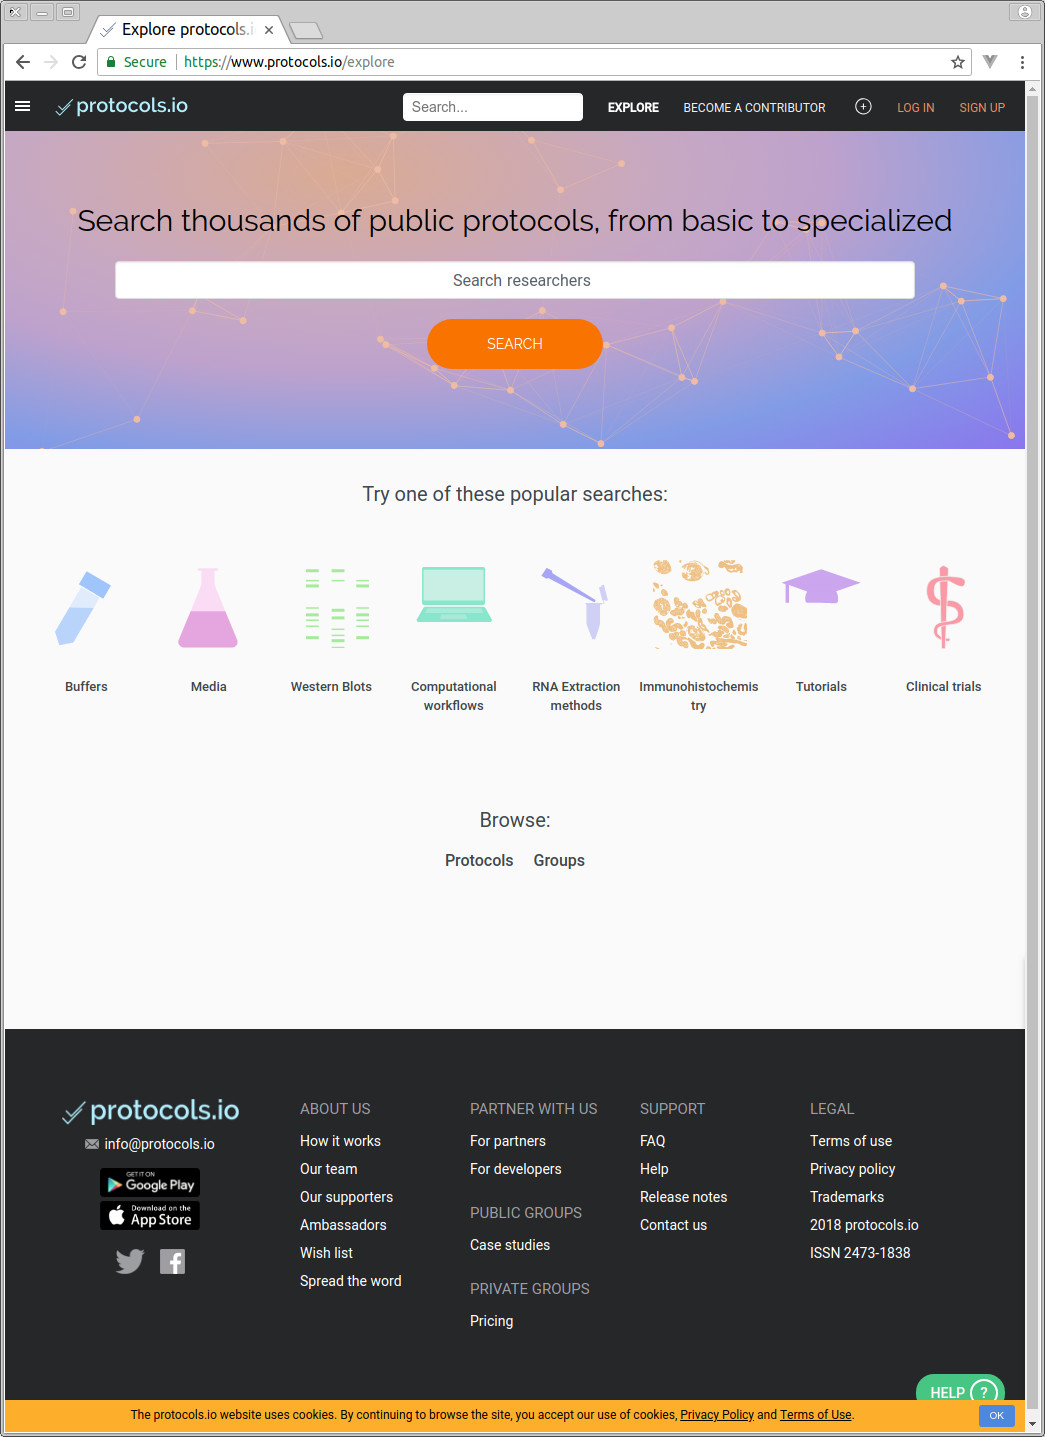 Explore protocols.i
Secure https://www.protocols.io/explore
protocols.io Search... EXPLORE BECOME A CONTRIBUTOR LOG IN SIGN UP
Search thousands of public protocols, from basic to specialized
Search researchers
SEARCH
Try one of these popular searches:
Buffers
Media
Western Blots
Computational
workflows
RNA Extraction
methods
Immunohistochemis
try
Tutorials
Clinical trials
Browse:
Protocols Groups
protocols.io
info@protocols.io
GET IT ON
Google Play
Download on the
App Store
ABOUT US
How it works
Our team
Our supporters
Ambassadors
Wish list
Spread the word
PARTNER WITH US
For partners
For developers
PUBLIC GROUPS
Case studies
PRIVATE GROUPS
Pricing
SUPPORT
FAQ
Help
Release notes
Contact us
LEGAL
Terms of use
Privacy policy
Trademarks
2018 protocols.io
ISSN 2473-1838
HELP ?
The protocols.io website uses cookies. By continuing to browse the site, you accept our use of cookies, Privacy Policy and Terms of Use.
OK